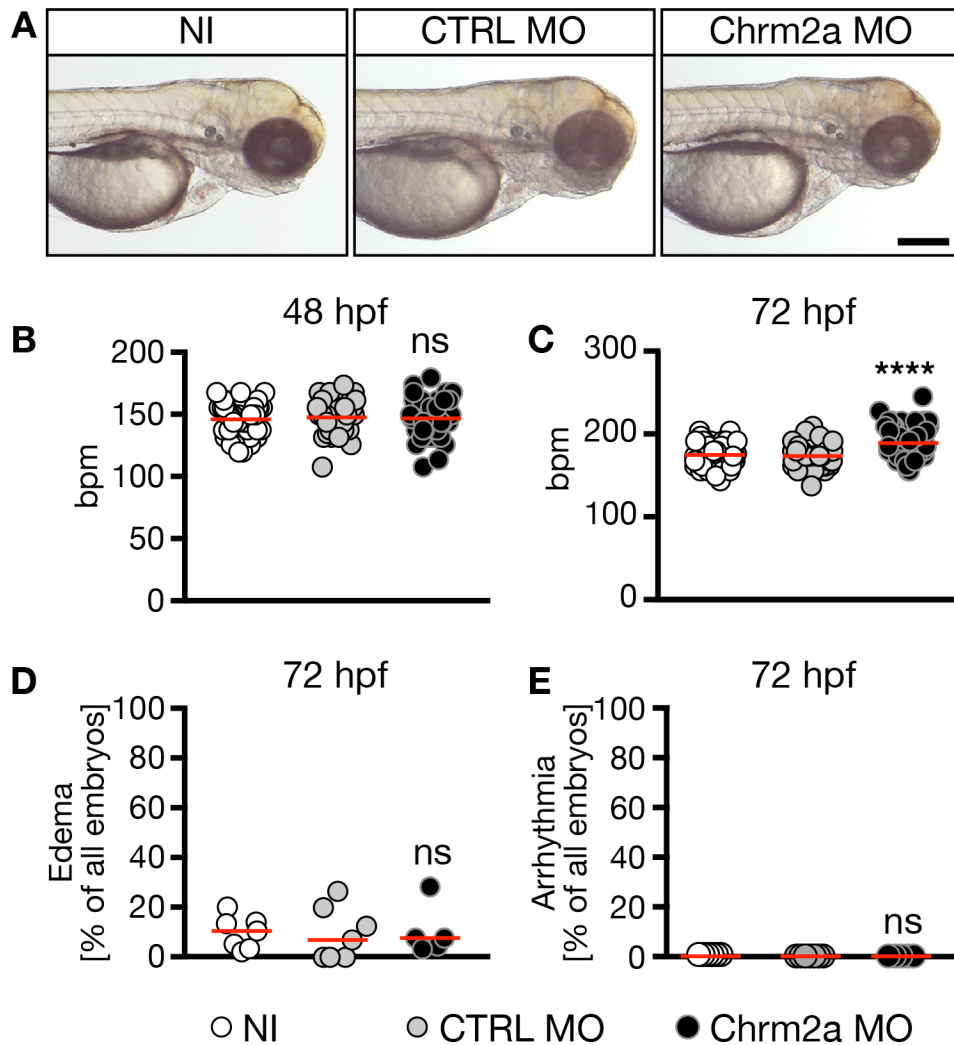 A
NI
CTRL MO
Chrm2a MO
B
48 hpf
ns
bpm
200
150
100
50
0
C
72 hpf
****
bpm
300
200
100
0
D
72 hpf
ns
Edema
[% of all embryos]
100
80
60
40
20
0
E
72 hpf
ns
Arrhythmia
[% of all embryos]
100
80
60
40
20
0
NI
CTRL MO
Chrm2a MO